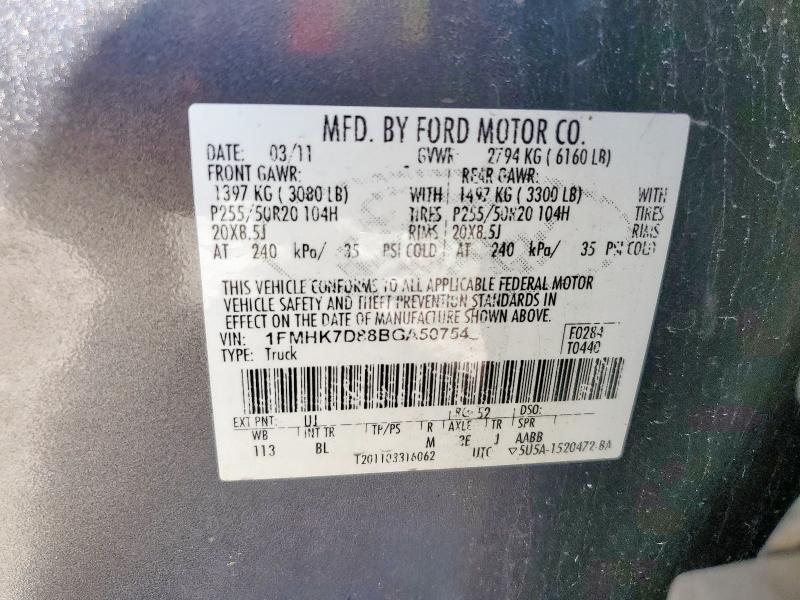 MFD. BY FORD MOTOR CO.
DATE: 03/11 GVWR: 2794 KG ( 6160 LB)
FRONT GAWR: REAR GAWR:
1397 KG ( 3080 LB) WITH 1497 KG ( 3300 LB) WITH
P255/50R20 104H TIRES P255/50R20 104H TIRES
20X8.5J RIMS 20X8.5J RIMS
AT 240 kPa/ 35 PSI COLD AT 240 kPa/ 35 PSI COLD
THIS VEHICLE CONFORMS TO ALL APPLICABLE FEDERAL MOTOR
VEHICLE SAFETY AND THEFT PREVENTION STANDARDS IN
EFFECT ON THE DATE OF MANUFACTURE SHOWN ABOVE.
VIN: 1FMHK7D88BGA50754 F0284
TYPE: Truck T0440
EXT PNT: UJ RC: 52 DSO:
WB INT TR TP/PS R AXLE TR SPR
113 BL M 3E J AABB
T201103316062 UTC ▽5U5A-1520472-BA